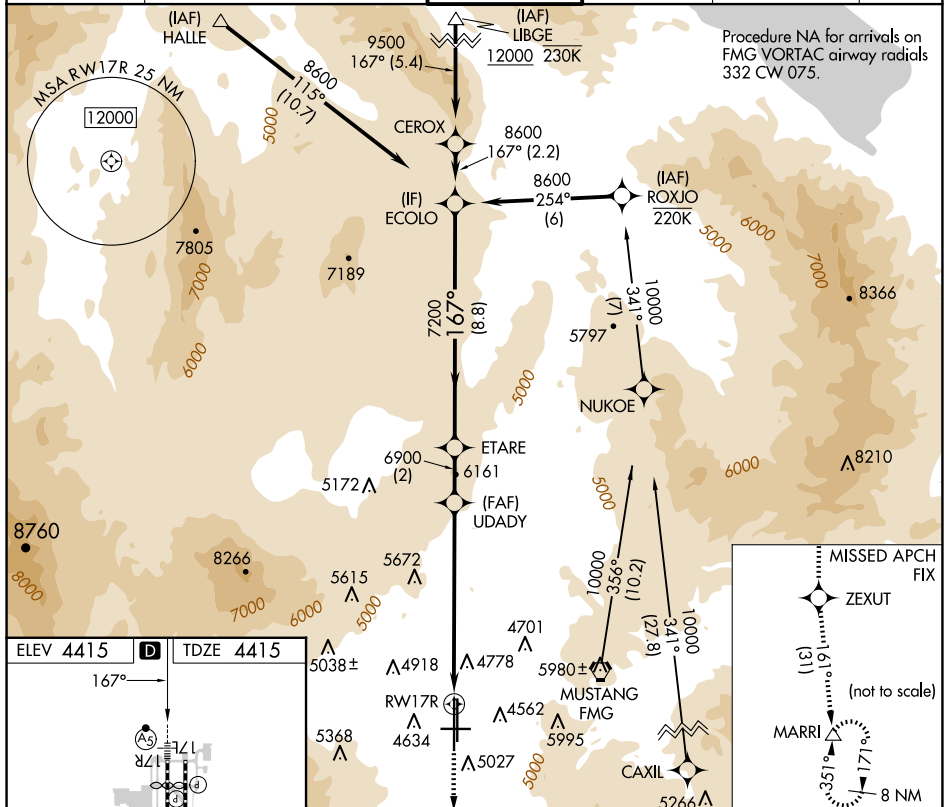 (IAF)
HALLE
8600
115°
(10.7)
MSA RW17R 25 NM
12000
5000
(IAF)
LIBGE
12000 230K
9500
167° (5.4)
CEROX
8600
167° (2.2)
Procedure NA for arrivals on
FMG VORTAC airway radials
332 CW 075.
(IF)
ECOLO
8600
254°
(6)
(IAF)
ROXJO
220K
5000
6000
7000
7805
7000
7189
6000
8366
7200
167°
(8.8)
5797
10000
341°
(7)
5000
NUKOE
ETARE
6900
(2)
6161
5172
(FAF)
UDADY
5000
6000
8210
8760
8000
8266
7000
6000
5615
5000
5672
10000
356°
(10.2)
10000
341°
(27.8)
MISSED APCH
FIX
ZEXUT
161°
(31)
(not to scale)
MARRI
351°
171°
8 NM
ELEV 4415
D
TDZE 4415
167°
A5
17R
17L
P
P
5038±
4918
4778
4701
5980±
MUSTANG
FMG
RW17R
4634
4562
5995
5368
5027
5000
CAXIL
5266